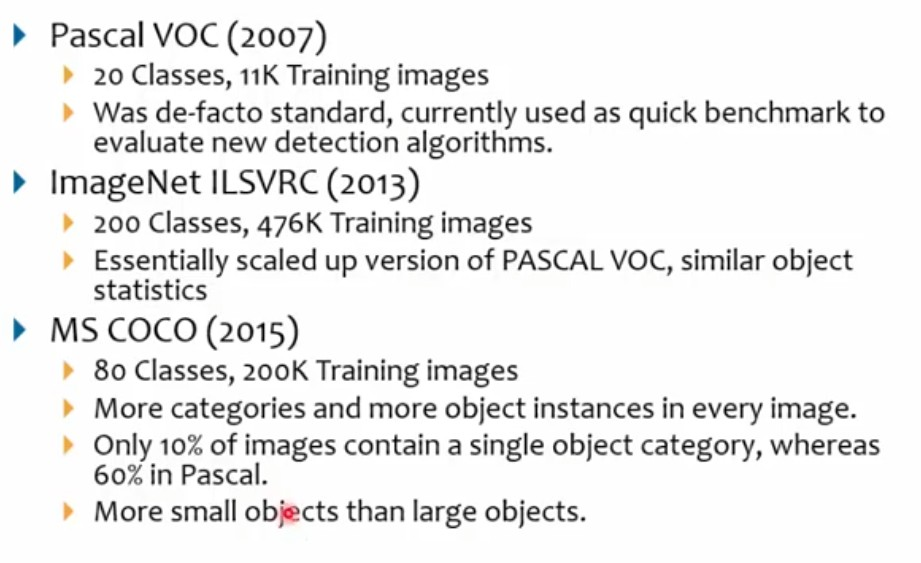 Pascal VOC (2007)
20 Classes, 11K Training images
Was de-facto standard, currently used as quick benchmark to
evaluate new detection algorithms.
ImageNet ILSVRC (2013)
200 Classes, 476K Training images
Essentially scaled up version of PASCAL VOC, similar object
statistics
MS COCO (2015)
80 Classes, 200K Training images
More categories and more object instances in every image.
Only 10% of images contain a single object category, whereas
60% in Pascal.
More small objects than large objects.